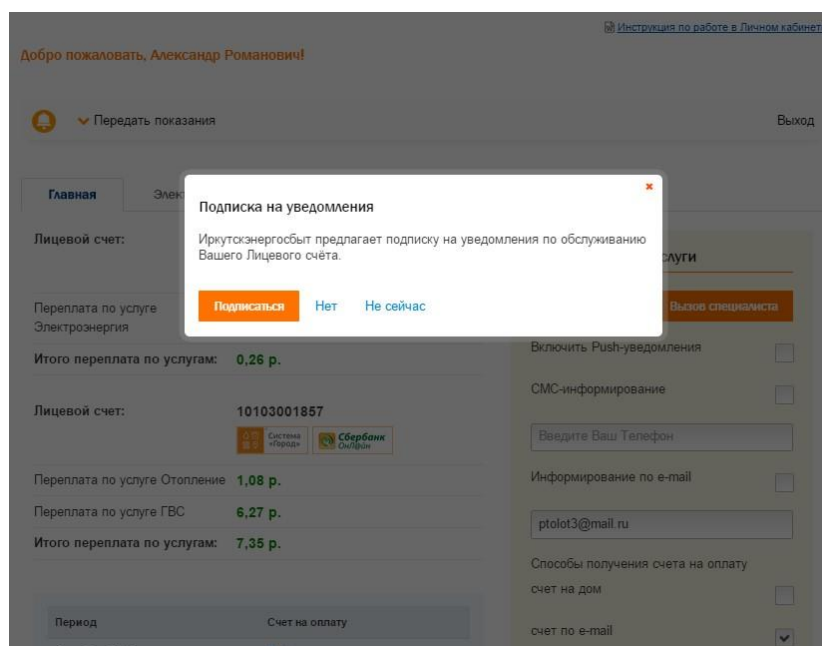 Инструкция по работе в Личном кабинет
Добро пожаловать, Александр Романович!
Передать показания
Выход
Главная
Подписка на уведомления
Иркутскэнергосбыт предлагает подписку на уведомления по обслуживанию
Вашего Лицевого счёта.
Подписаться Нет Не сейчас
Лицевой счет:
Переплата по услуге
Электроэнергия
Итого переплата по услугам: 0,26 р.
Лицевой счет: 10103001857
Система
«Город»
Сбербанк
ОнЛ@йн
Переплата по услуге Отопление 1,08 р.
Переплата по услуге ГВС 6,27 р.
Итого переплата по услугам: 7,35 р.
Период Счет на оплату
Вызов специалиста
Включить Push-уведомления
СМС-информирование
Введите Ваш Телефон
Информирование по e-mail
ptolot3@mail.ru
Способы получения счета на оплату
счет на дом
счет по e-mail